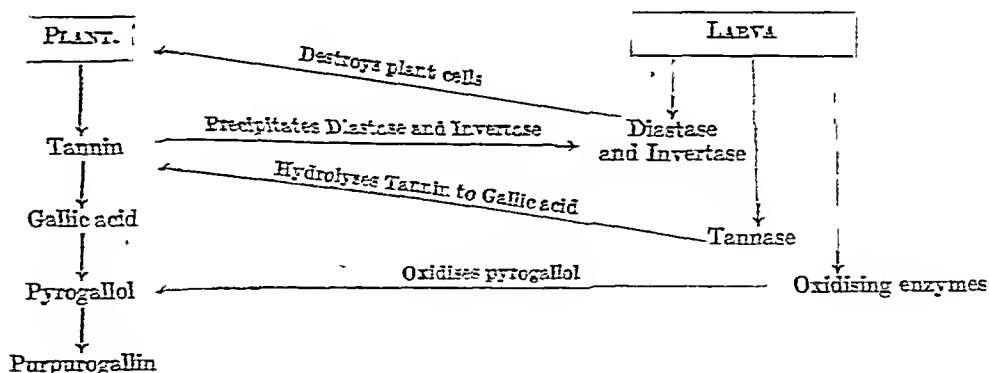 PLANT.
LARVA
Destroys plant cells
Precipitates Diastase and Invertase
Tannin
Diastase
and Invertase
Hydrolyses Tannin to Gallic acid
Gallic acid
Tannase
Oxidises pyrogallol
Pyrogallol
Oxidising enzymes
Purpurogallin